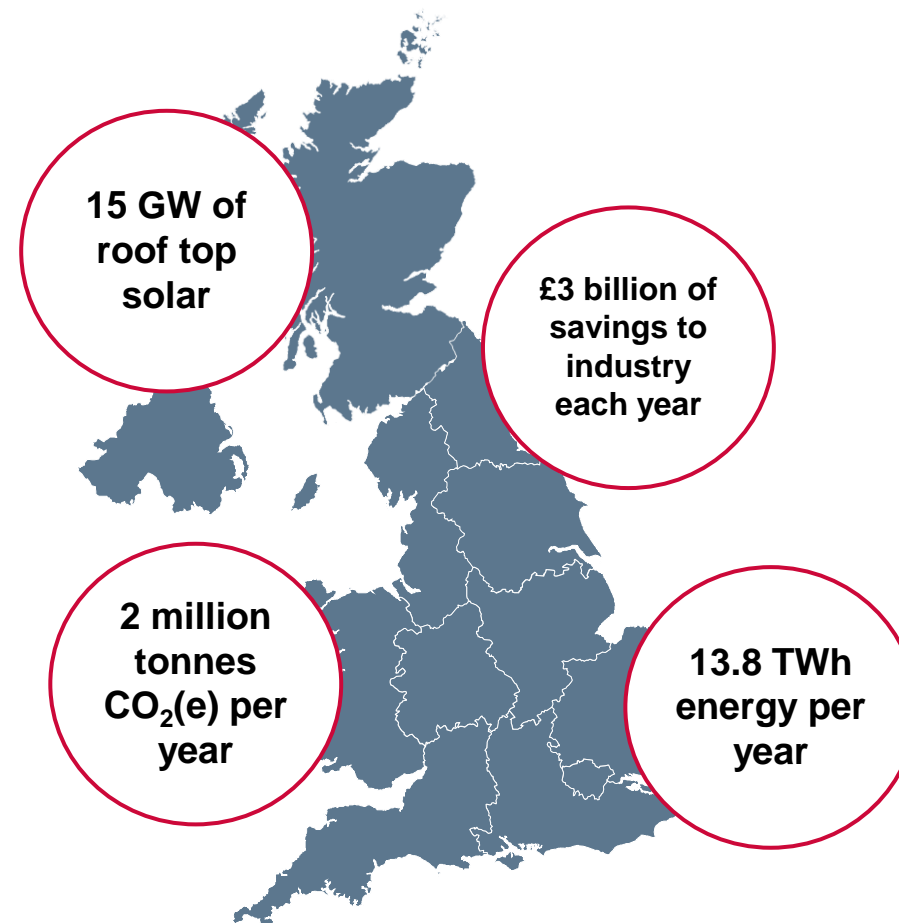 15 GW of
roof top
solar
£3 billion of
savings to
industry
each year
2 million
tonnes
CO₂(e) per
year
13.8 TWh
energy per
year